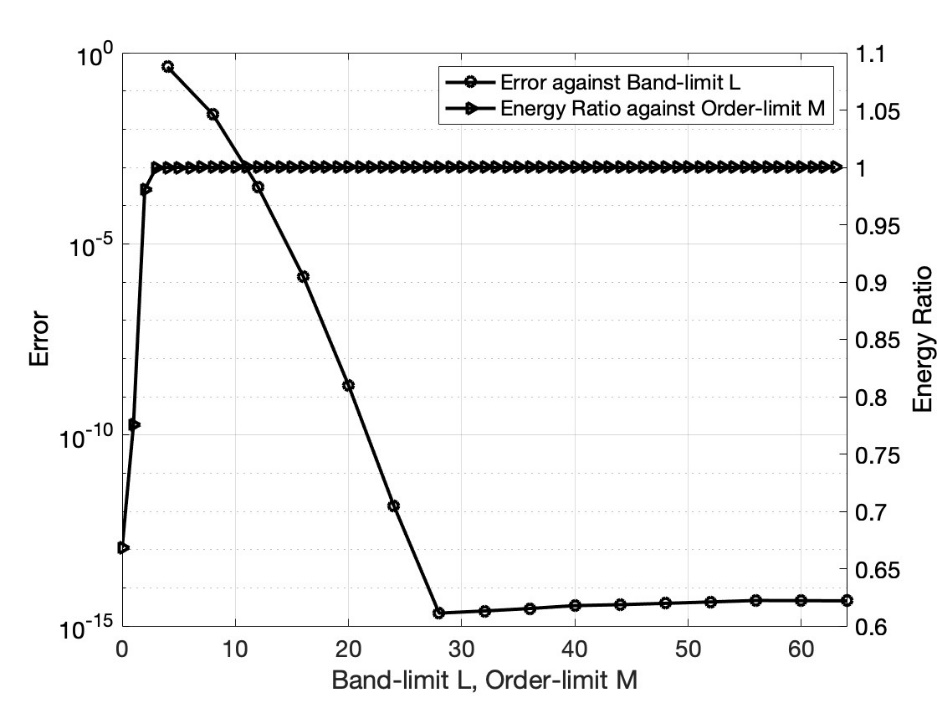 Error against Band-limit L
Energy Ratio against Order-limit M
10^0
10^-5
10^-10
10^-15
Error
1.1
1.05
1
0.95
0.9
0.85
0.8
0.75
0.7
0.65
0.6
Energy Ratio
0 10 20 30 40 50 60
Band-limit L, Order-limit M